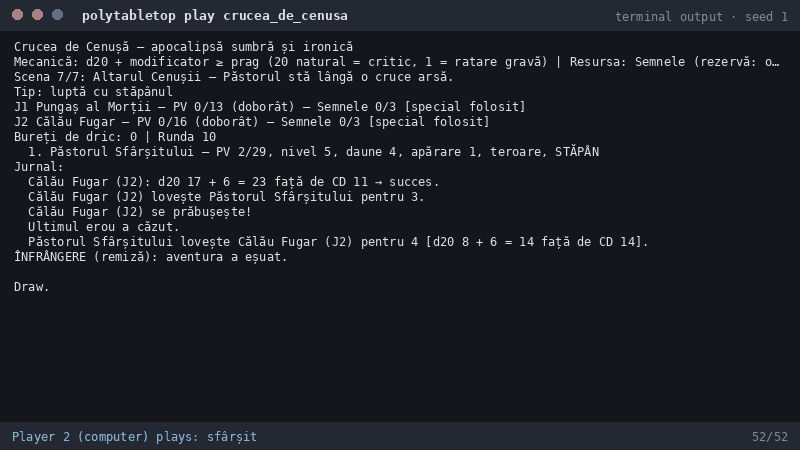 polytabletop play crucea_de_cenusa
terminal output · seed 1
Crucea de Cenușă — apocalipsă sumbră și ironică
Mecanică: d20 + modificator ≥ prag (20 natural = critic, 1 = ratare gravă) | Resursa: Semnele (rezervă: o…
Scena 7/7: Altarul Cenușii — Păstorul stă lângă o cruce arsă.
Tip: luptă cu stăpânul
J1 Pungaș al Morții — PV 0/13 (doborât) — Semnele 0/3 [special folosit]
J2 Călău Fugar — PV 0/16 (doborât) — Semnele 0/3 [special folosit]
Bureți de dric: 0 | Runda 10
1. Păstorul Sfârșitului — PV 2/29, nivel 5, daune 4, apărare 1, teroare, STĂPÂN
Jurnal:
Călău Fugar (J2): d20 17 + 6 = 23 față de CD 11 → succes.
Călău Fugar (J2) lovește Păstorul Sfârșitului pentru 3.
Călău Fugar (J2) se prăbușește!
Ultimul erou a căzut.
Păstorul Sfârșitului lovește Călău Fugar (J2) pentru 4 [d20 8 + 6 = 14 față de CD 14].
ÎNFRÂNGERE (remiză): aventura a eșuat.
Draw.
Player 2 (computer) plays: sfârșit
52/52